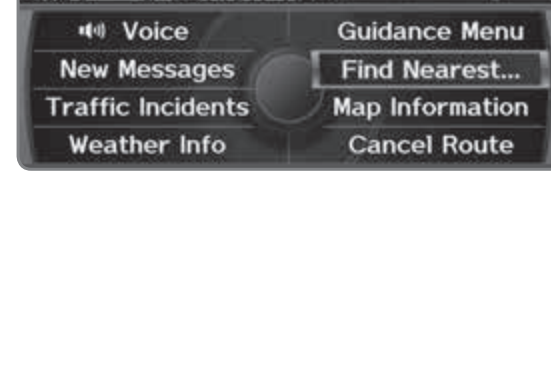 Voice
Guidance Menu
New Messages
Find Nearest...
Traffic Incidents
Map Information
Weather Info
Cancel Route